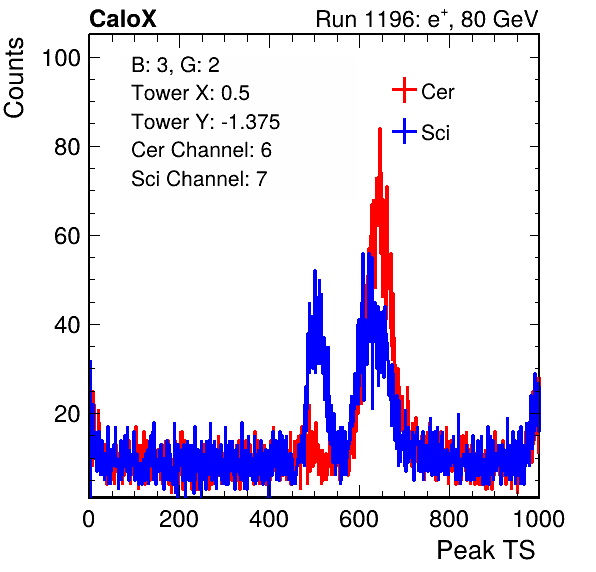 CaloX
Run 1196: e+, 80 GeV
Counts
100
80
60
40
20
B: 3, G: 2
Tower X: 0.5
Tower Y: -1.375
Cer Channel: 6
Sci Channel: 7
Cer
Sci
0 200 400 600 800 1000
Peak TS